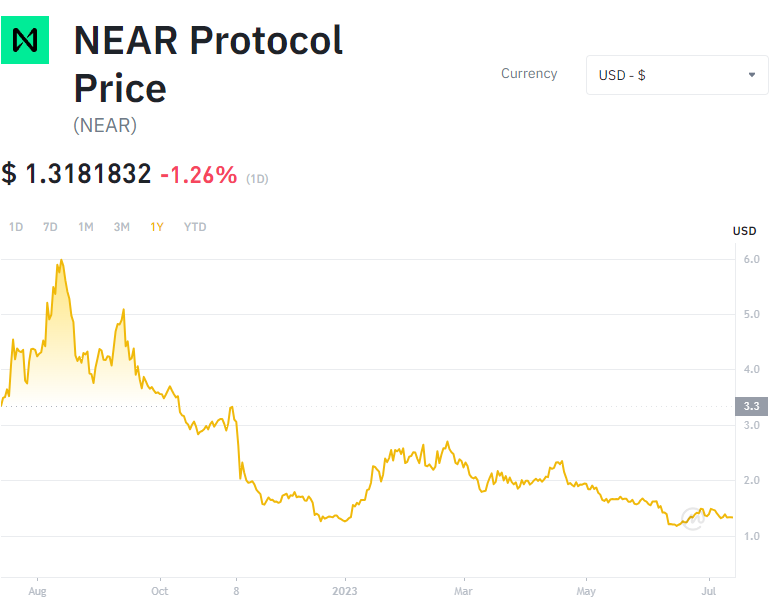 NEAR Protocol
Price
(NEAR)
Currency
USD - $
$ 1.3181832 -1.26% (1D)
1D 7D 1M 3M 1Y YTD
USD
6.0
5.0
4.0
3.3
3.0
2.0
1.0
Aug Oct 8 2023 Mar May Jul